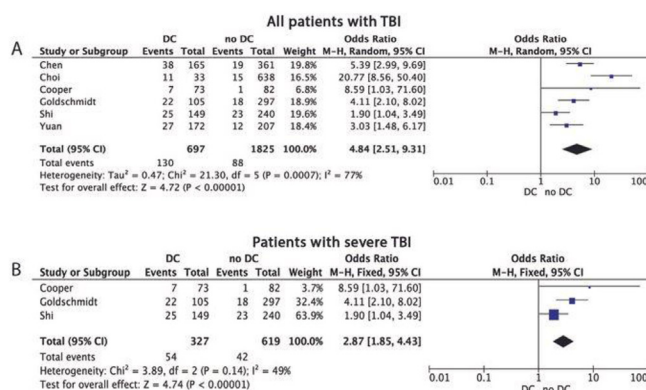 All patients with TBI
A
DC no DC Odds Ratio Odds Ratio
Study or Subgroup Events Total Events Total Weight M-H, Random, 95% CI M-H, Random, 95% CI
Chen 38 165 19 361 19.8% 5.39 [2.99, 9.69]
Choi 11 33 15 638 16.5% 20.77 [8.56, 50.40]
Cooper 7 73 1 82 6.8% 8.59 [1.03, 71.60]
Goldschmidt 22 105 18 297 18.8% 4.11 [2.10, 8.02]
Shi 25 149 23 240 19.6% 1.90 [1.04, 3.49]
Yuan 27 172 12 207 18.4% 3.03 [1.48, 6.17]
Total (95% CI) 697 1825 100.0% 4.84 [2.51, 9.31]
Total events 130 88
Heterogeneity: Tau² = 0.47; Chi² = 21.30, df = 5 (P = 0.0007); I² = 77%
Test for overall effect: Z = 4.72 (P < 0.00001)
0.01 0.1 1 10 100
DC no DC
Patients with severe TBI
B
DC no DC Odds Ratio Odds Ratio
Study or Subgroup Events Total Events Total Weight M-H, Fixed, 95% CI M-H, Fixed, 95% CI
Cooper 7 73 1 82 3.7% 8.59 [1.03, 71.60]
Goldschmidt 22 105 18 297 32.4% 4.11 [2.10, 8.02]
Shi 25 149 23 240 63.9% 1.90 [1.04, 3.49]
Total (95% CI) 327 619 100.0% 2.87 [1.85, 4.43]
Total events 54 42
Heterogeneity: Chi² = 3.89, df = 2 (P = 0.14); I² = 49%
Test for overall effect: Z = 4.74 (P < 0.00001)
0.01 0.1 1 10 100
DC no DC